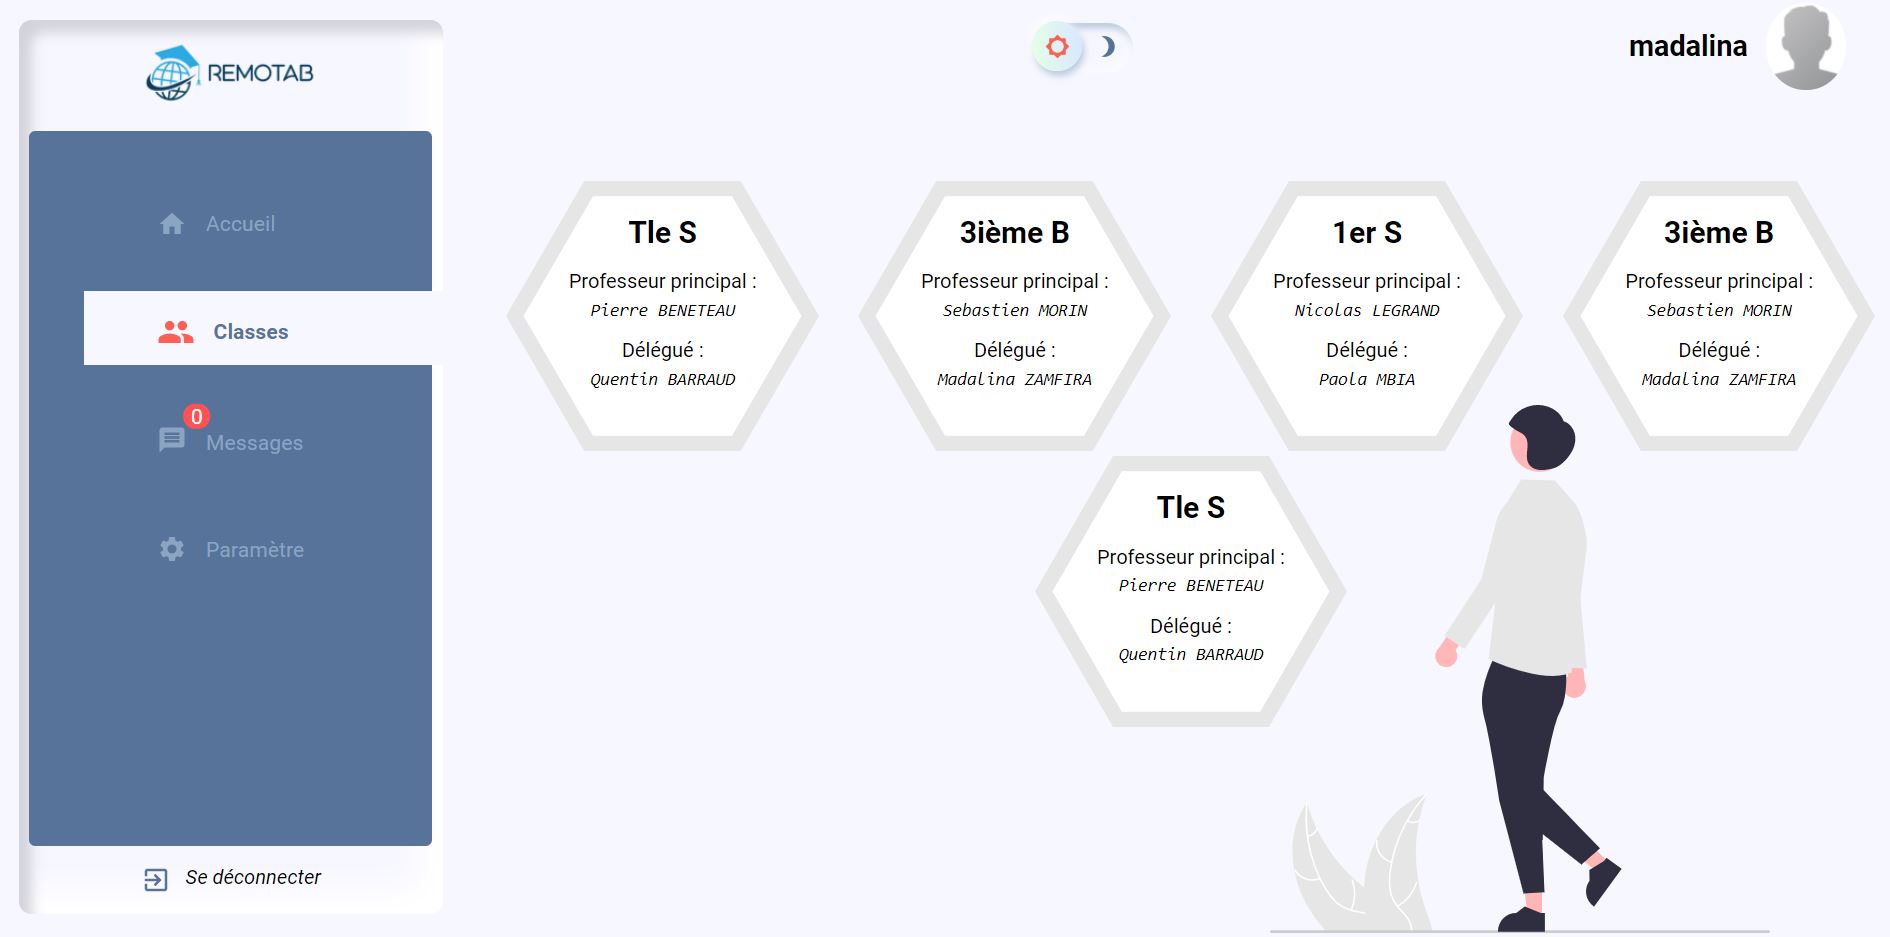 REMOTAB
Accueil
Classes
0
Messages
Paramètre
Se déconnecter
madalina
Tle S
Professeur principal :
Pierre BENETEAU
Délégué :
Quentin BARRAUD
3ième B
Professeur principal :
Sebastien MORIN
Délégué :
Madalina ZAMFIRA
1er S
Professeur principal :
Nicolas LEGRAND
Délégué :
Paola MBIA
3ième B
Professeur principal :
Sebastien MORIN
Délégué :
Madalina ZAMFIRA
Tle S
Professeur principal :
Pierre BENETEAU
Délégué :
Quentin BARRAUD